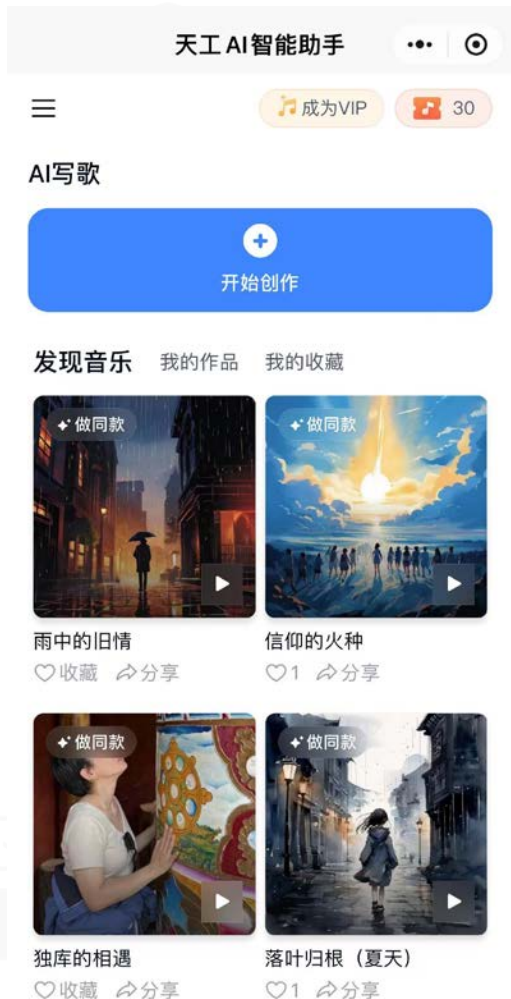 天工AI智能助手
成为VIP
30
AI写歌
开始创作
发现音乐 我的作品 我的收藏
做同款 做同款
雨中的旧情 信仰的火种
收藏 分享 1 分享
做同款 做同款
独库的相遇 落叶归根（夏天）
收藏 分享 1 分享